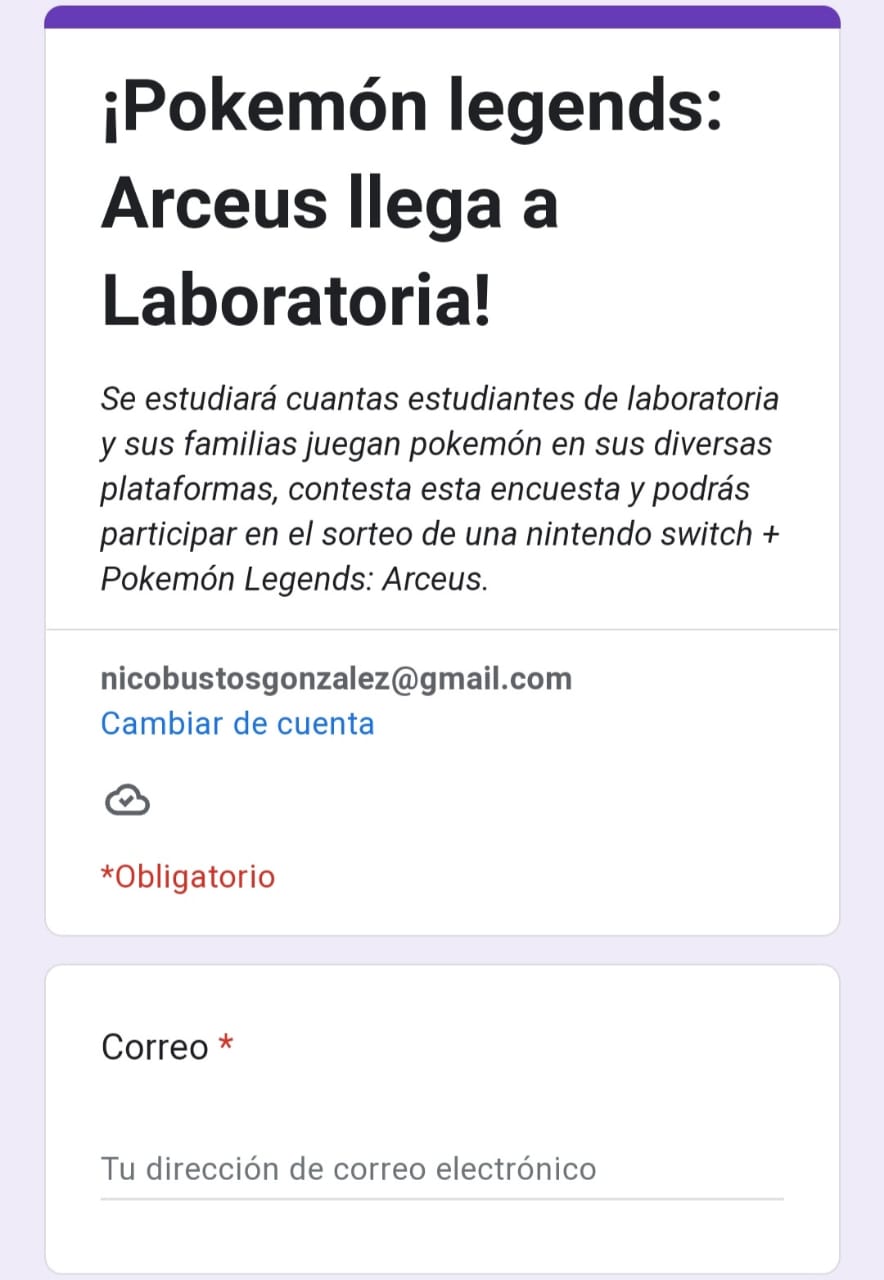 ¡Pokemón legends:
Arceus llega a
Laboratoria!
Se estudiará cuantas estudiantes de laboratoria
y sus familias juegan pokemón en sus diversas
plataformas, contesta esta encuesta y podrás
participar en el sorteo de una nintendo switch +
Pokemón Legends: Arceus.
nicobustosgonzalez@gmail.com
Cambiar de cuenta
*Obligatorio
Correo *
Tu dirección de correo electrónico